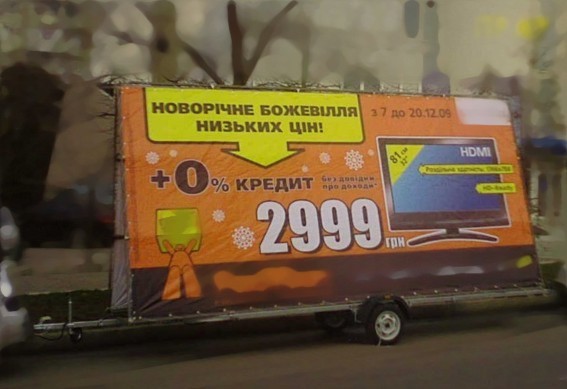 НОВОРІЧНЕ БОЖЕВІЛЛЯ
НИЗЬКИХ ЦІН!
з 7 до 20.12.09
+0% КРЕДИТ
без довідки
про доходи*
2999 грн
81 см
32"
HDMI
Роздільна здатність 1366х768
HD-Ready